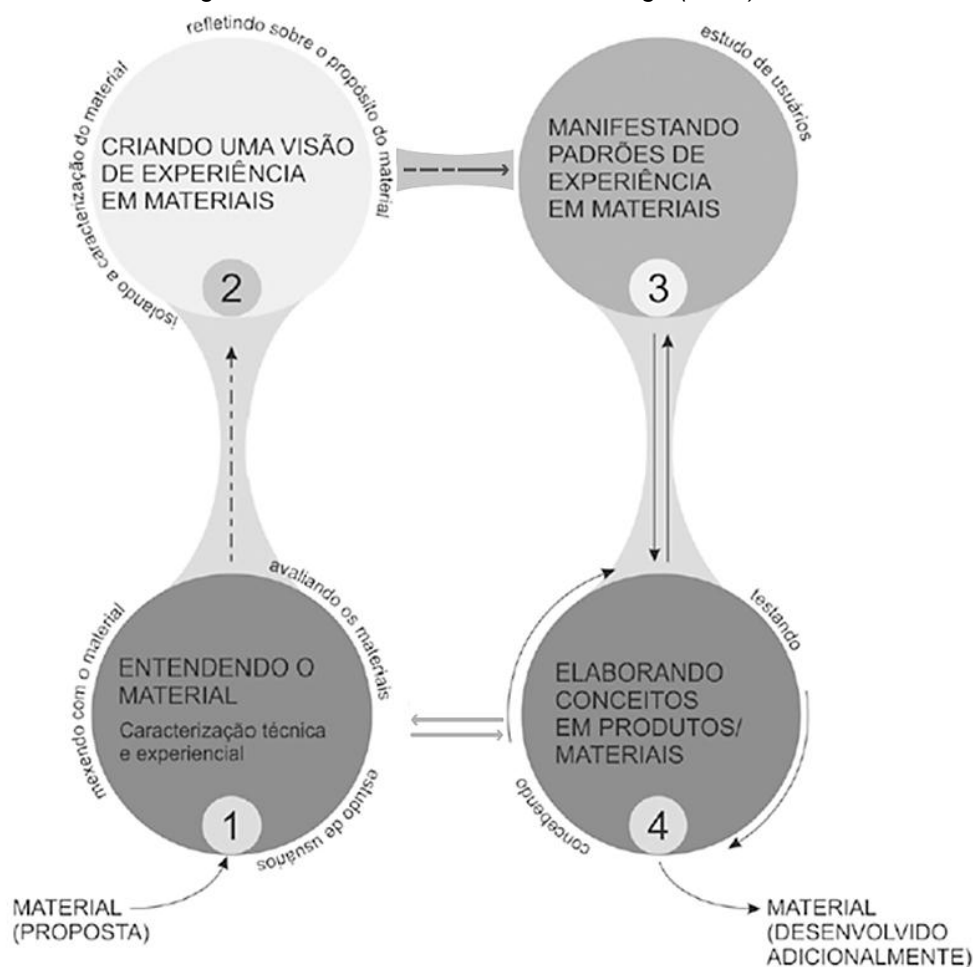 refletindo sobre o propósito do material
isolando a caracterização do material
CRIANDO UMA VISÃO
DE EXPERIÊNCIA
EM MATERIAIS
2
estudo de usuários
MANIFESTANDO
PADRÕES DE
EXPERIÊNCIA
EM MATERIAIS
3
mexendo com o material
avaliando os materiais
ENTENDENDO O
MATERIAL
Caracterização técnica
e experiencial
1
estudo de usuários
testando
ELABORANDO
CONCEITOS
EM PRODUTOS/
MATERIAIS
4
concebendo
MATERIAL
(PROPOSTA)
MATERIAL
(DESENVOLVIDO
ADICIONALMENTE)